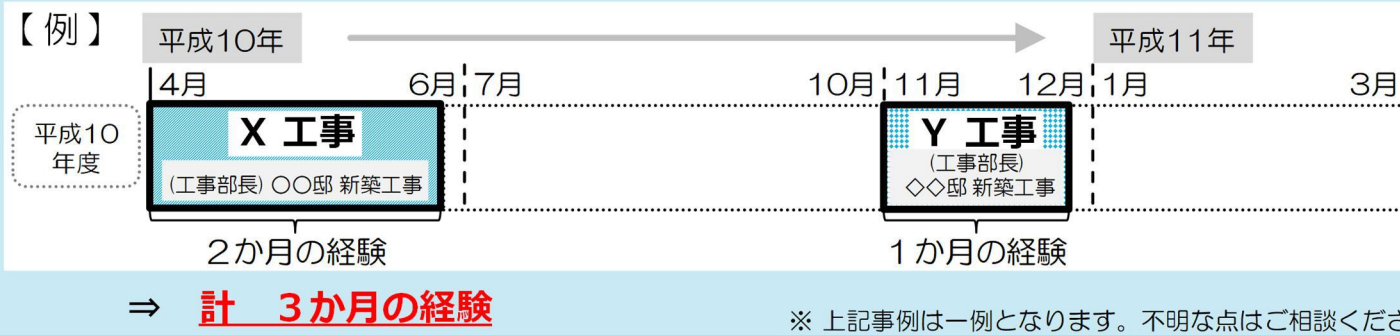 【例】
平成10年
平成11年
4月
6月
7月
10月
11月
12月
1月
3月
平成10
年度
X 工事
(工事部長) 〇〇邸 新築工事
Y 工事
(工事部長)
◇◇邸 新築工事
2か月の経験
1か月の経験
⇒ 計 3か月の経験
※ 上記事例は一例となります。不明な点はご相談くださ